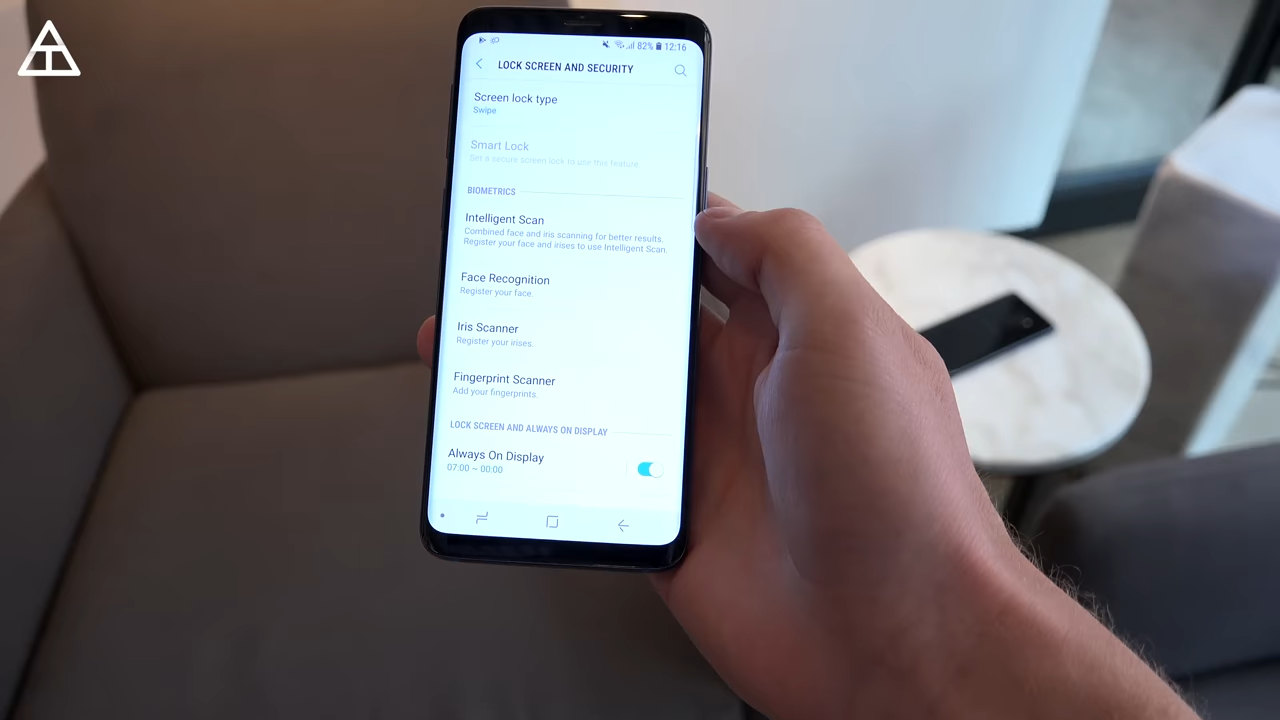 82% 12:16
LOCK SCREEN AND SECURITY
Screen lock type
Swipe
Smart Lock
Set a secure screen lock to use this feature.
BIOMETRICS
Intelligent Scan
Combined face and iris scanning for better results.
Register your face and irises to use Intelligent Scan.
Face Recognition
Register your face.
Iris Scanner
Register your irises.
Fingerprint Scanner
Add your fingerprints.
LOCK SCREEN AND ALWAYS ON DISPLAY
Always On Display
07:00 ~ 00:00